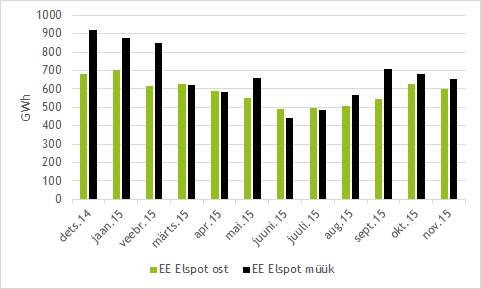 1000
900
800
700
600
500
400
300
200
100
0
GWh
dets.14
jaan.15
veebr.15
märts.15
apr.15
mai.15
juuni.15
juuli.15
aug.15
sept.15
okt.15
nov.15
EE Elspot ost
EE Elspot müük